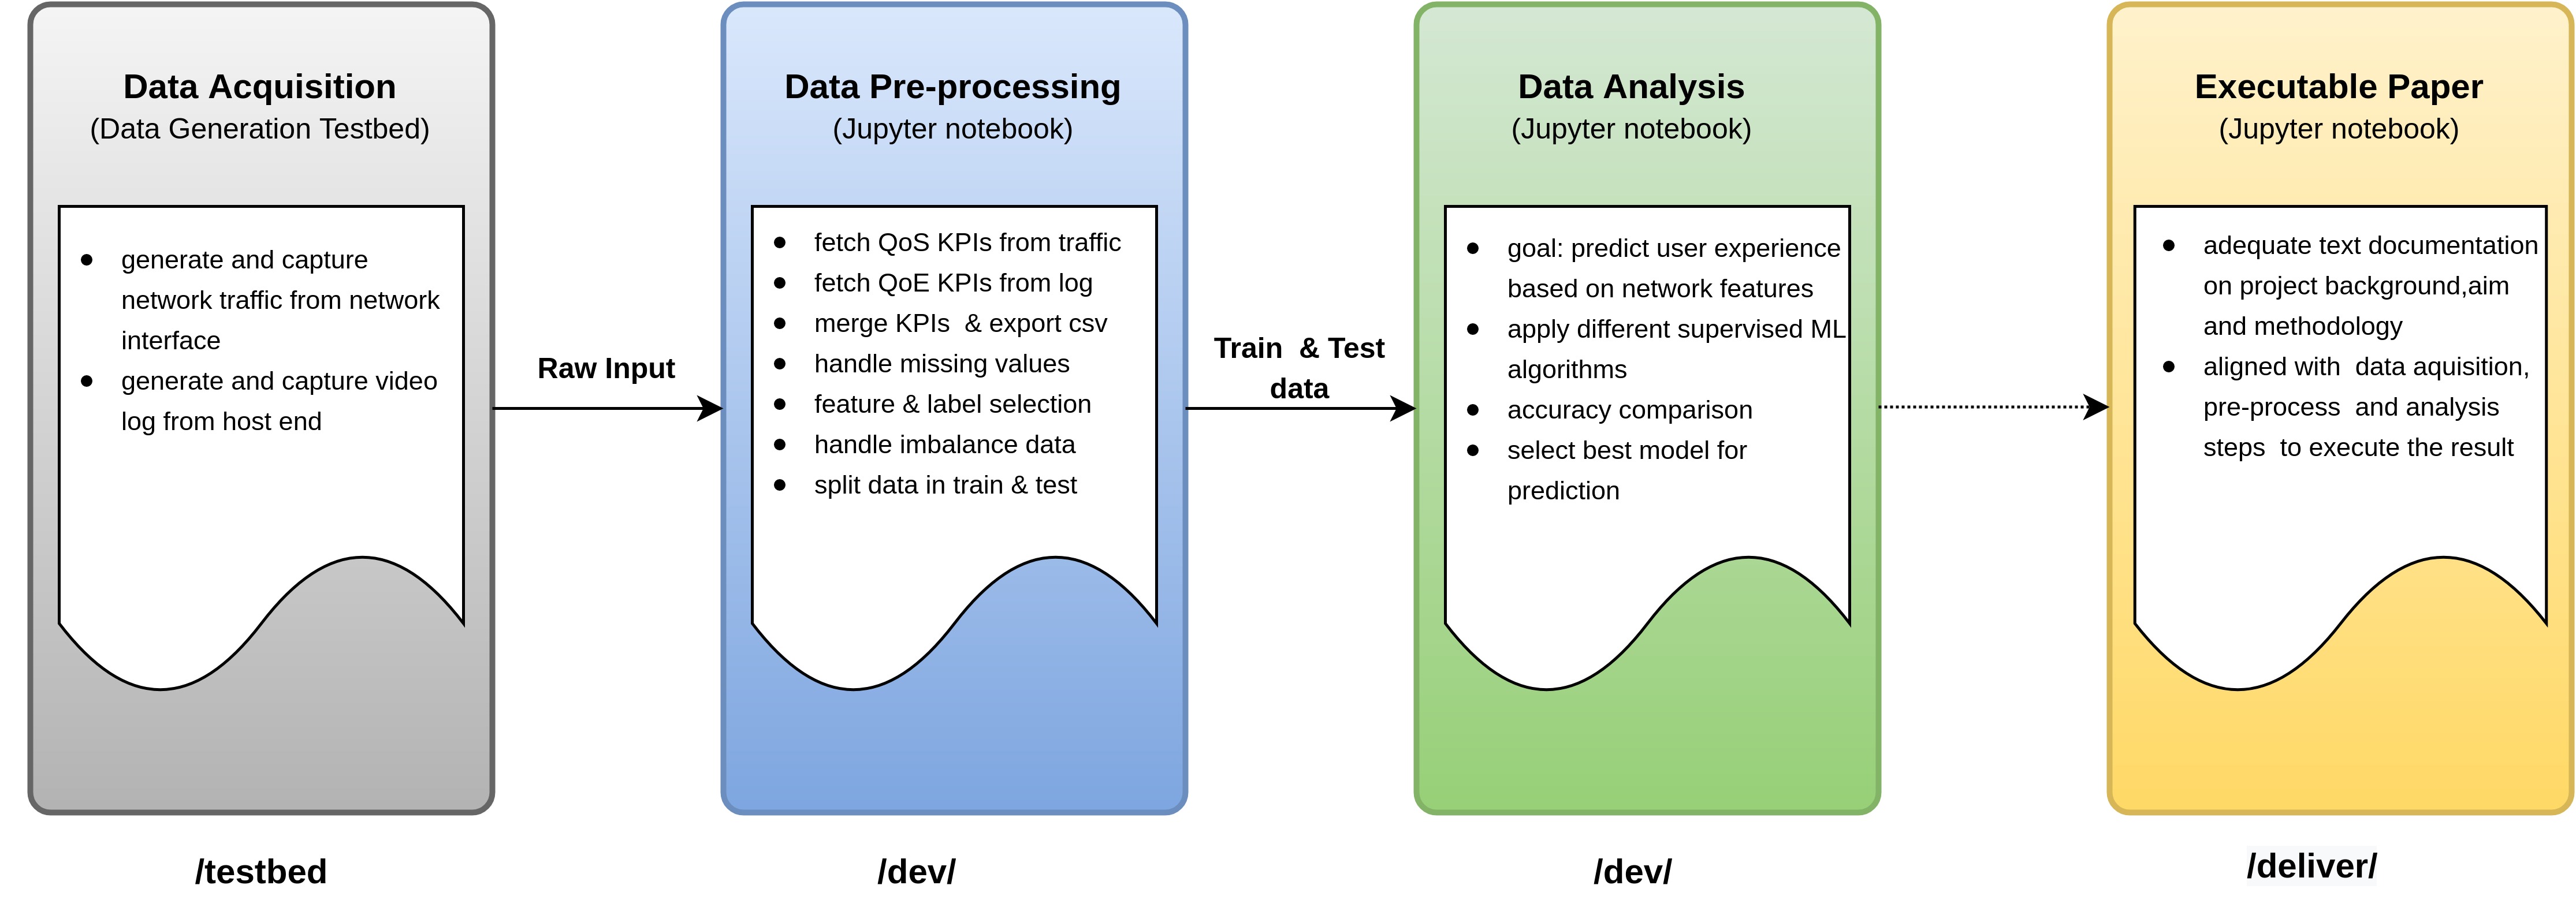 Data Acquisition
(Data Generation Testbed)
● generate and capture
network traffic from network
interface
● generate and capture video
log from host end
/testbed
Raw Input
Data Pre-processing
(Jupyter notebook)
● fetch QoS KPIs from traffic
● fetch QoE KPIs from log
● merge KPIs  & export csv
● handle missing values
● feature & label selection
● handle imbalance data
● split data in train & test
/dev/
Train  & Test
data
Data Analysis
(Jupyter notebook)
● goal: predict user experience
based on network features
● apply different supervised ML
algorithms
● accuracy comparison
● select best model for
prediction
/dev/
Executable Paper
(Jupyter notebook)
● adequate text documentation
on project background,aim
and methodology
● aligned with  data aquisition,
pre-process  and analysis
steps  to execute the result
/deliver/